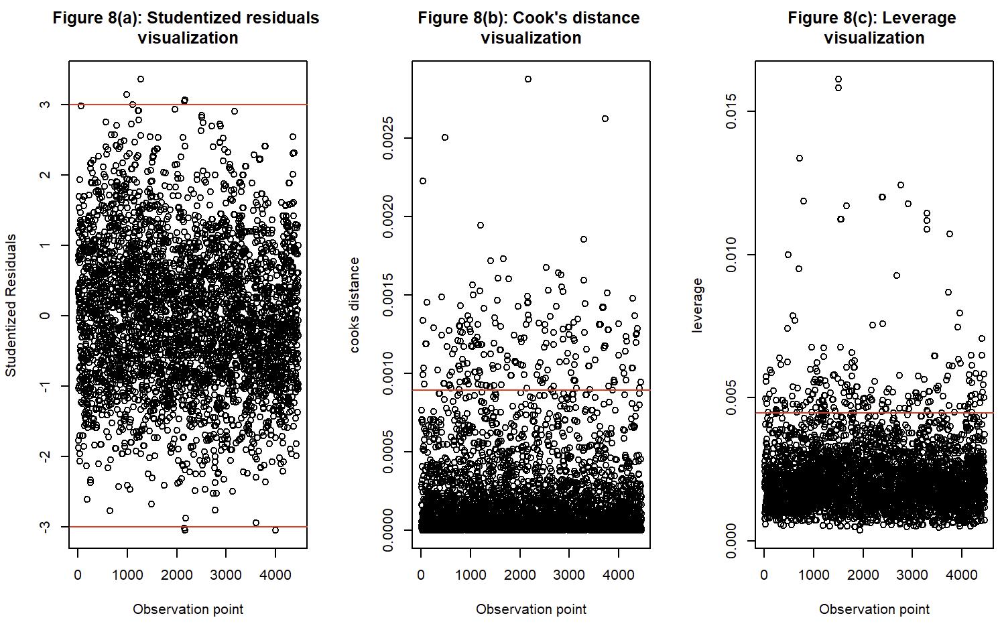 Figure 8(a): Studentized residuals
visualization
Studentized Residuals
3
2
1
0
-1
-2
-3
0 1000 2000 3000 4000
Observation point
Figure 8(b): Cook's distance
visualization
cooks distance
0.0025
0.0020
0.0015
0.0010
0.0005
0.0000
0 1000 2000 3000 4000
Observation point
Figure 8(c): Leverage
visualization
leverage
0.015
0.010
0.005
0.000
0 1000 2000 3000 4000
Observation point